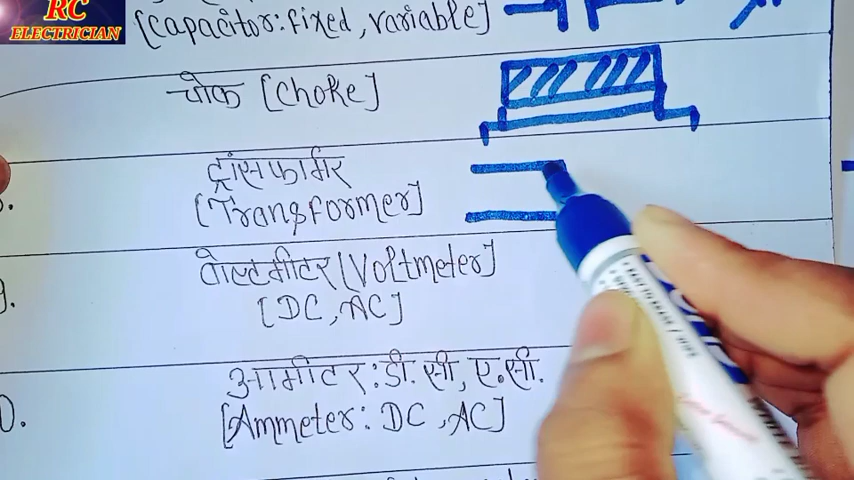 RC
ELECTRICIAN
[Capacitor: fixed, variable]
चोक [Choke]
ट्रांसफार्मर
[Transformer]
वोल्टमीटर [Voltmeter]
[DC, AC]
आमीटर: डी. सी, ए. सी.
[Ammeter: DC, AC]